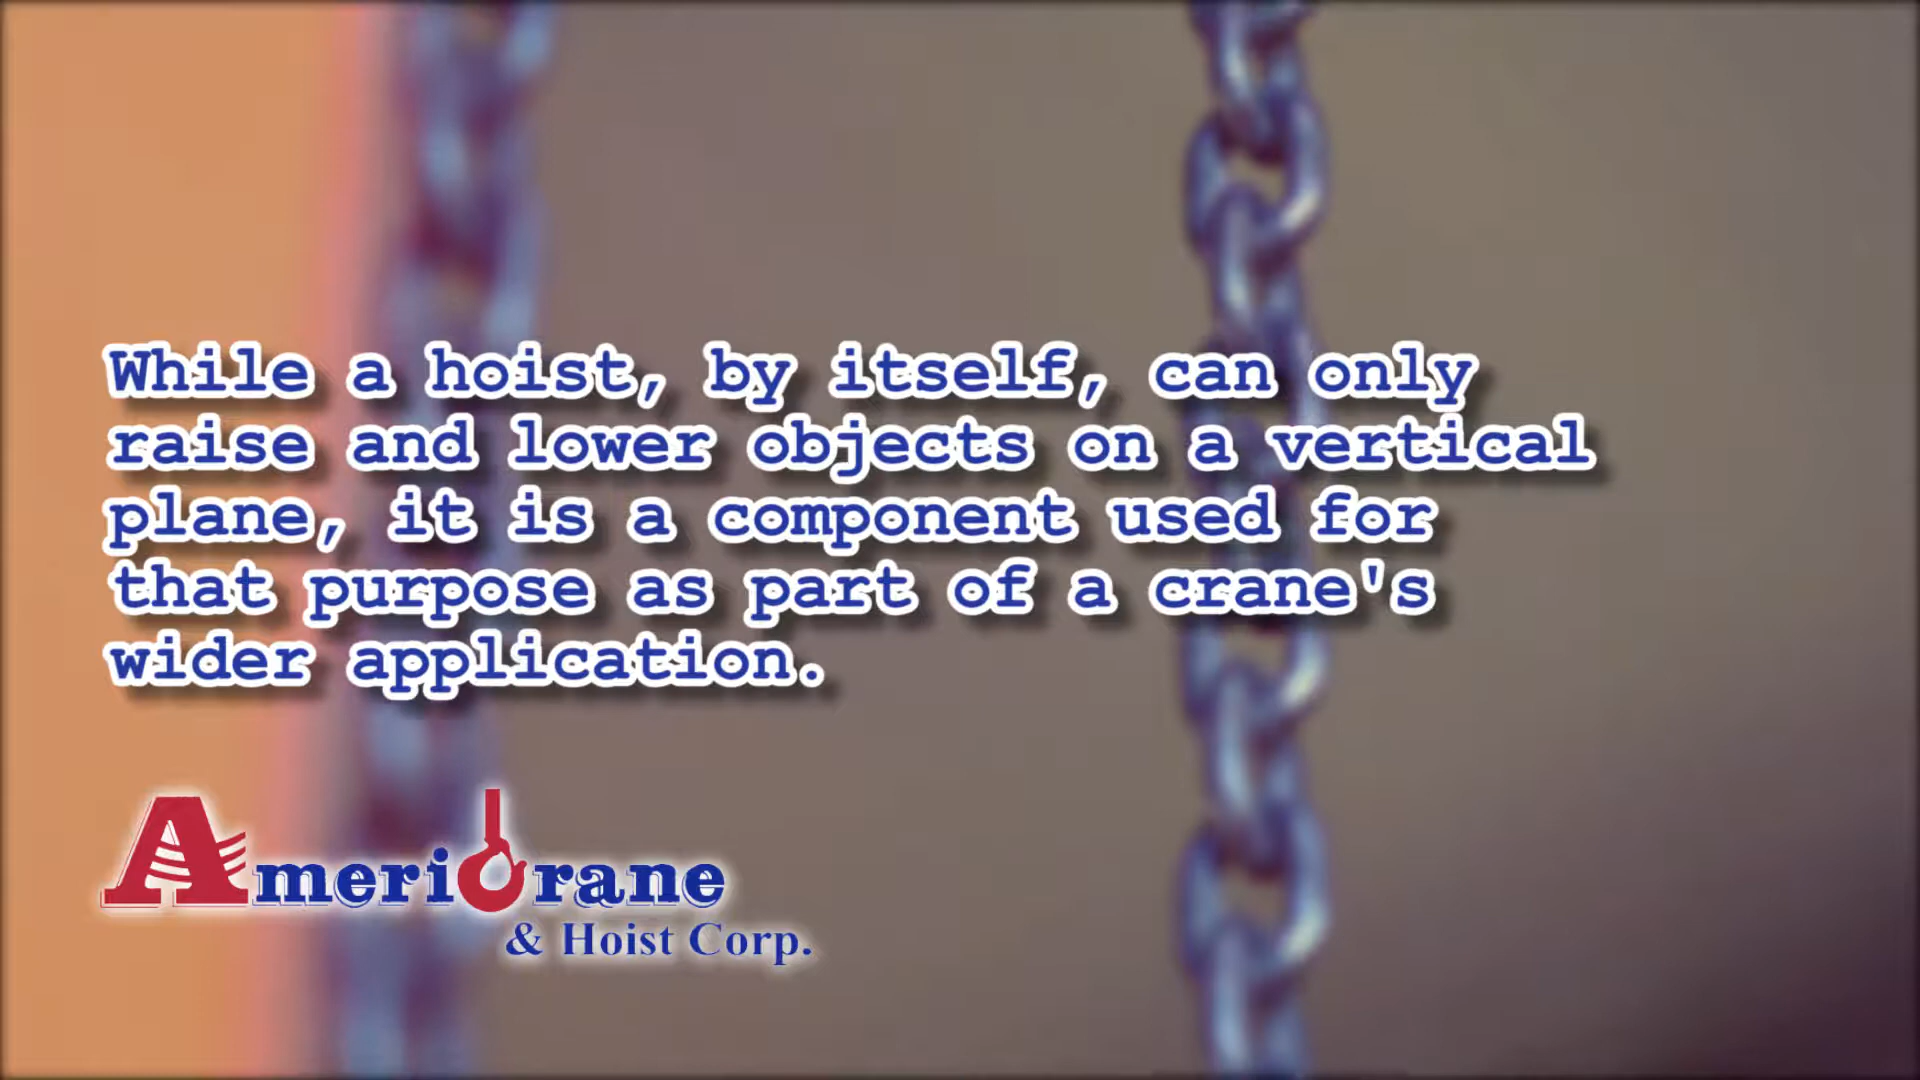 While a hoist, by itself, can only
raise and lower objects on a vertical
plane, it is a component used for
that purpose as part of a crane's
wider application.
AmeriCrane
& Hoist Corp.